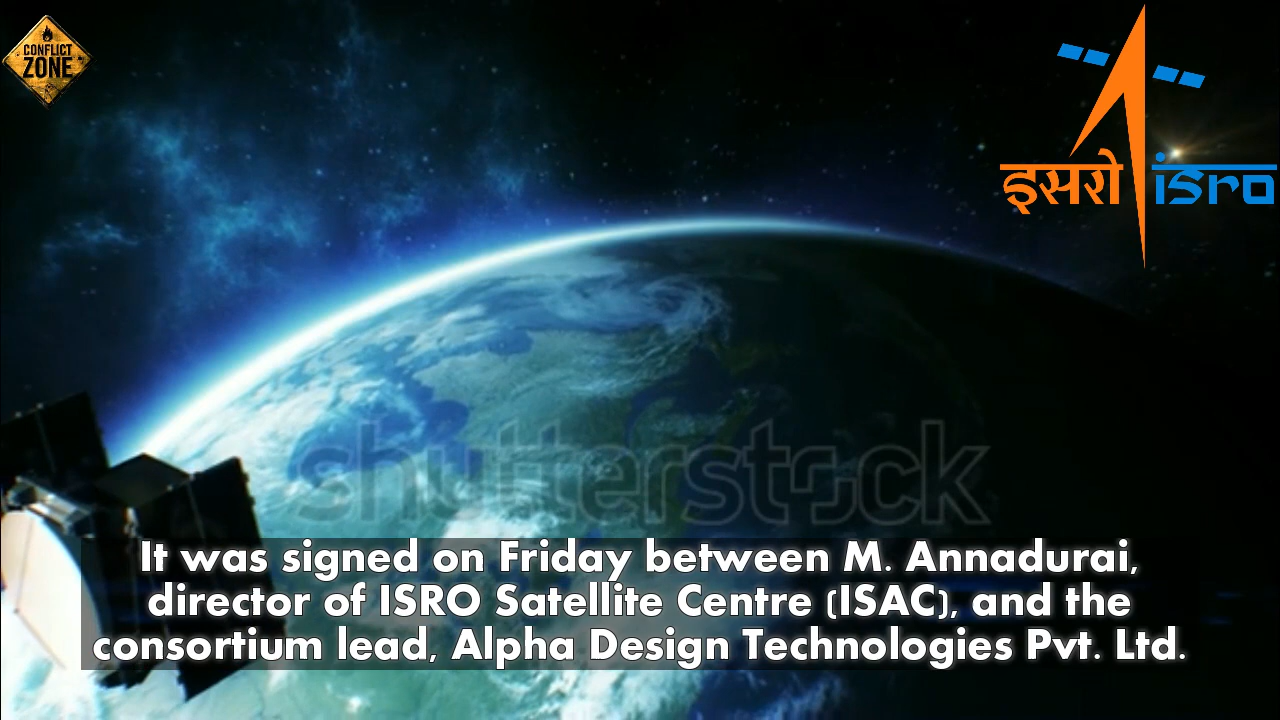 CONFLICT
ZONE
इसरो isro
shutterstock
It was signed on Friday between M. Annadurai,
director of ISRO Satellite Centre (ISAC), and the
consortium lead, Alpha Design Technologies Pvt. Ltd.